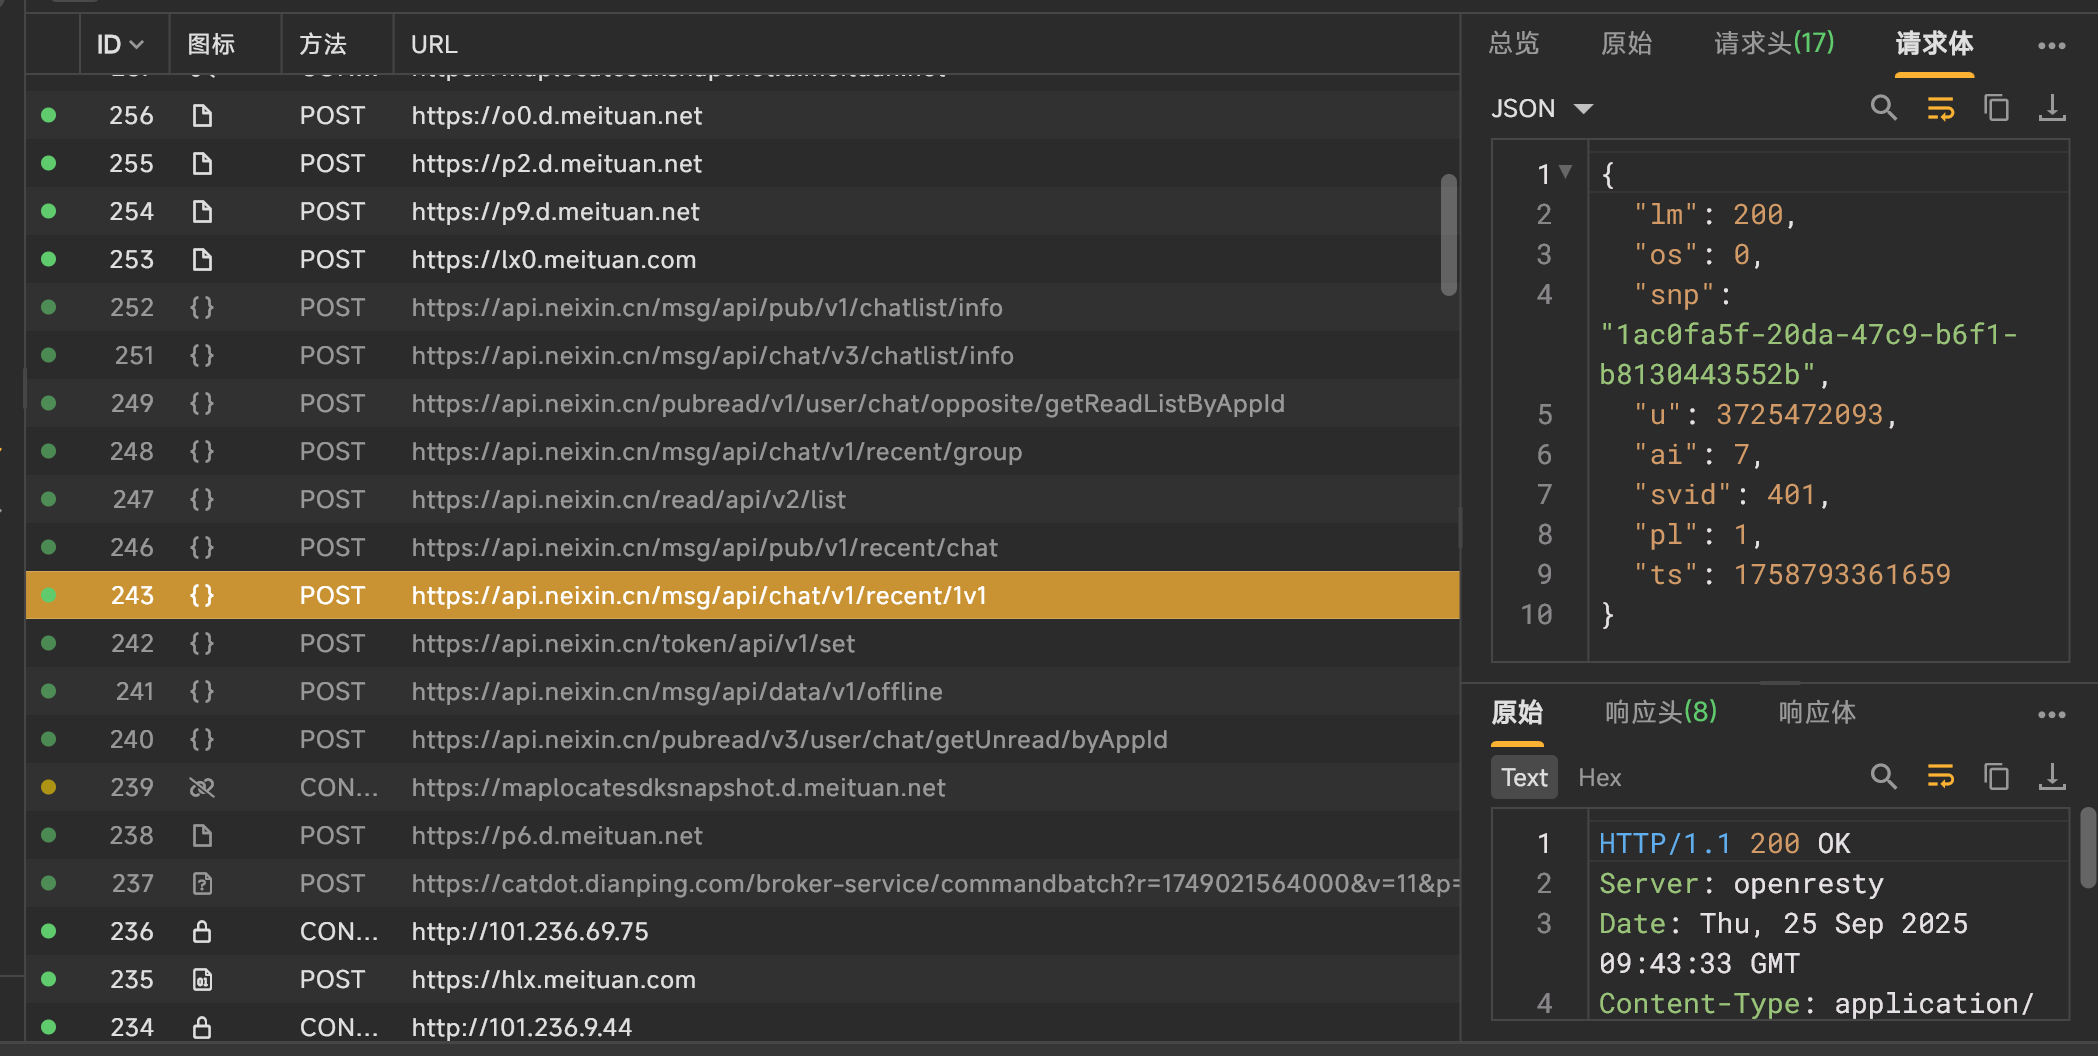 ID 图标 方法 URL
256 POST https://o0.d.meituan.net
255 POST https://p2.d.meituan.net
254 POST https://p9.d.meituan.net
253 POST https://lx0.meituan.com
252 {} POST https://api.neixin.cn/msg/api/pub/v1/chatlist/info
251 {} POST https://api.neixin.cn/msg/api/chat/v3/chatlist/info
249 {} POST https://api.neixin.cn/pubread/v1/user/chat/opposite/getReadListByAppId
248 {} POST https://api.neixin.cn/msg/api/chat/v1/recent/group
247 {} POST https://api.neixin.cn/read/api/v2/list
246 {} POST https://api.neixin.cn/msg/api/pub/v1/recent/chat
243 {} POST https://api.neixin.cn/msg/api/chat/v1/recent/1v1
242 {} POST https://api.neixin.cn/token/api/v1/set
241 {} POST https://api.neixin.cn/msg/api/data/v1/offline
240 {} POST https://api.neixin.cn/pubread/v3/user/chat/getUnread/byAppId
239 CON... https://maplocatesdksnapshot.d.meituan.net
238 POST https://p6.d.meituan.net
237 POST https://catdot.dianping.com/broker-service/commandbatch?r=1749021564000&v=11&p=
236 CON... http://101.236.69.75
235 POST https://hlx.meituan.com
234 CON... http://101.236.9.44
总览 原始 请求头(17) 请求体 •••
JSON
1 {
2 "lm": 200,
3 "os": 0,
4 "snp":
"1ac0fa5f-20da-47c9-b6f1-
b8130443552b",
5 "u": 3725472093,
6 "ai": 7,
7 "svid": 401,
8 "pl": 1,
9 "ts": 1758793361659
10 }
原始 响应头(8) 响应体 •••
Text Hex
1 HTTP/1.1 200 OK
2 Server: openresty
3 Date: Thu, 25 Sep 2025
09:43:33 GMT
4 Content-Type: application/